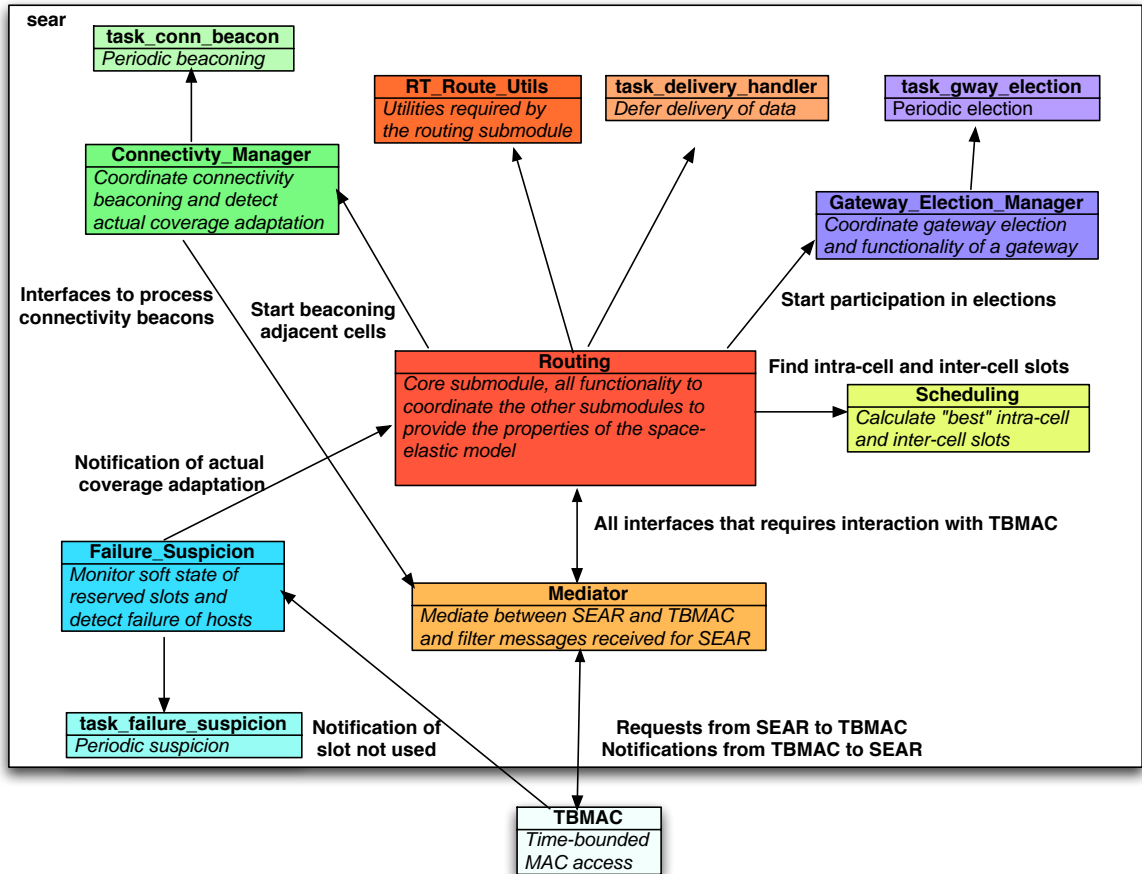 sear
task_conn_beacon
Periodic beaconing
RT_Route_Utils
Utilities required by
the routing submodule
task_delivery_handler
Defer delivery of data
task_gway_election
Periodic election
Connectivty_Manager
Coordinate connectivity
beaconing and detect
actual coverage adaptation
Gateway_Election_Manager
Coordinate gateway election
and functionality of a gateway
Interfaces to process
connectivity beacons
Start beaconing
adjacent cells
Start participation in elections
Routing
Core submodule, all functionality to
coordinate the other submodules to
provide the properties of the space-
elastic model
Find intra-cell and inter-cell slots
Scheduling
Calculate "best" intra-cell
and inter-cell slots
Notification of actual
coverage adaptation
All interfaces that requires interaction with TBMAC
Failure_Suspicion
Monitor soft state of
reserved slots and
detect failure of hosts
Mediator
Mediate between SEAR and TBMAC
and filter messages received for SEAR
task_failure_suspicion
Periodic suspicion
Notification of
slot not used
Requests from SEAR to TBMAC
Notifications from TBMAC to SEAR
TBMAC
Time-bounded
MAC access